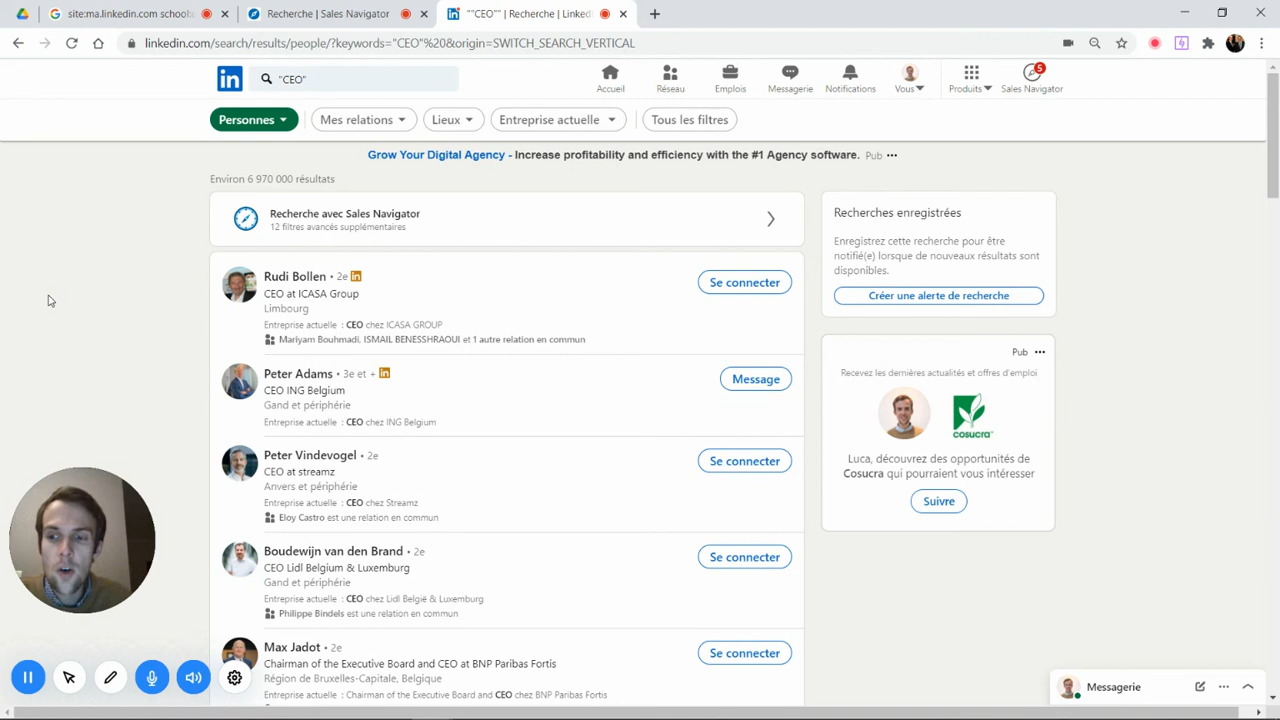 site:ma.linkedin.com schoole
Recherche | Sales Navigator
""CEO"" | Recherche | Linked
linkedin.com/search/results/people/?keywords="CEO"%20&origin=SWITCH_SEARCH_VERTICAL
in
"CEO"
Accueil
Réseau
Emplois
Messagerie
Notifications
Vous
Produits
5
Sales Navigator
Personnes
Mes relations
Lieux
Entreprise actuelle
Tous les filtres
Grow Your Digital Agency - Increase profitability and efficiency with the #1 Agency software. Pub
Environ 6 970 000 résultats
Recherche avec Sales Navigator
12 filtres avancés supplémentaires
Rudi Bollen • 2e in
CEO at ICASA Group
Limbourg
Entreprise actuelle : CEO chez ICASA GROUP
Mariyam Bouhmadi, ISMAIL BENESSHRAOUI et 1 autre relation en commun
Se connecter
Peter Adams • 3e et + in
CEO ING Belgium
Gand et périphérie
Entreprise actuelle : CEO chez ING Belgium
Message
Peter Vindevogel • 2e
CEO at streamz
Anvers et périphérie
Entreprise actuelle : CEO chez Streamz
Eloy Castro est une relation en commun
Se connecter
Boudewijn van den Brand • 2e
CEO Lidl Belgium & Luxemburg
Gand et périphérie
Entreprise actuelle : CEO chez Lidl België & Luxemburg
Philippe Bindels est une relation en commun
Se connecter
Max Jadot • 2e
Chairman of the Executive Board and CEO at BNP Paribas Fortis
Région de Bruxelles-Capitale, Belgique
Entreprise actuelle : Chairman of the Executive Board and CEO chez BNP Paribas Fortis
Se connecter
Recherches enregistrées
Enregistrez cette recherche pour être
notifié(e) lorsque de nouveaux résultats sont
disponibles.
Créer une alerte de recherche
Pub
Recevez les dernières actualités et offres d'emploi
cosucra
Luca, découvrez des opportunités de
Cosucra qui pourraient vous intéresser
Suivre
Messagerie